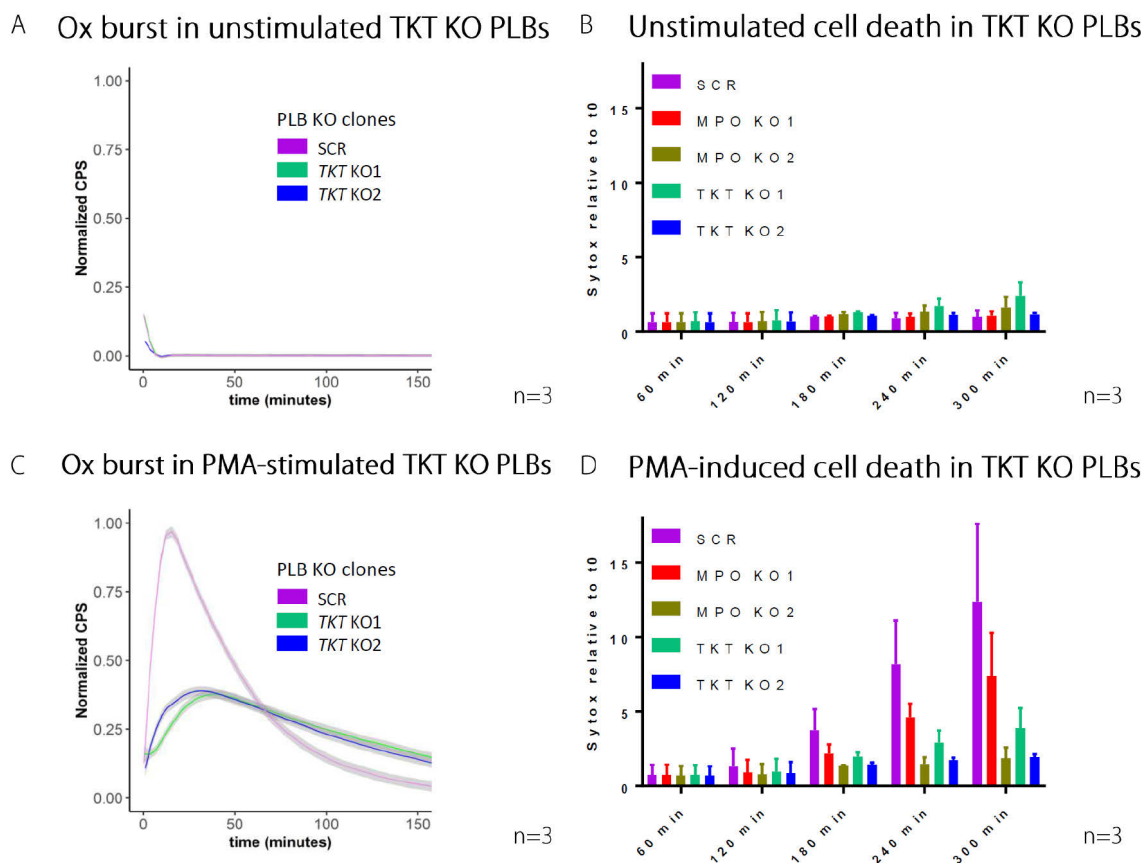 A Ox burst in unstimulated TKT KO PLBs
1.00
0.75
0.50
0.25
0.00
Normalized CPS
PLB KO clones
SCR
TKT KO1
TKT KO2
0 50 100 150
time (minutes)
n=3
B Unstimulated cell death in TKT KO PLBs
15
10
5
0
Sytox relative to t0
SCR
MPO KO1
MPO KO2
TKT KO1
TKT KO2
60 min
120 min
180 min
240 min
300 min
n=3
C Ox burst in PMA-stimulated TKT KO PLBs
1.00
0.75
0.50
0.25
0.00
Normalized CPS
PLB KO clones
SCR
TKT KO1
TKT KO2
0 50 100 150
time (minutes)
n=3
D PMA-induced cell death in TKT KO PLBs
15
10
5
0
Sytox relative to t0
SCR
MPO KO1
MPO KO2
TKT KO1
TKT KO2
60 min
120 min
180 min
240 min
300 min
n=3